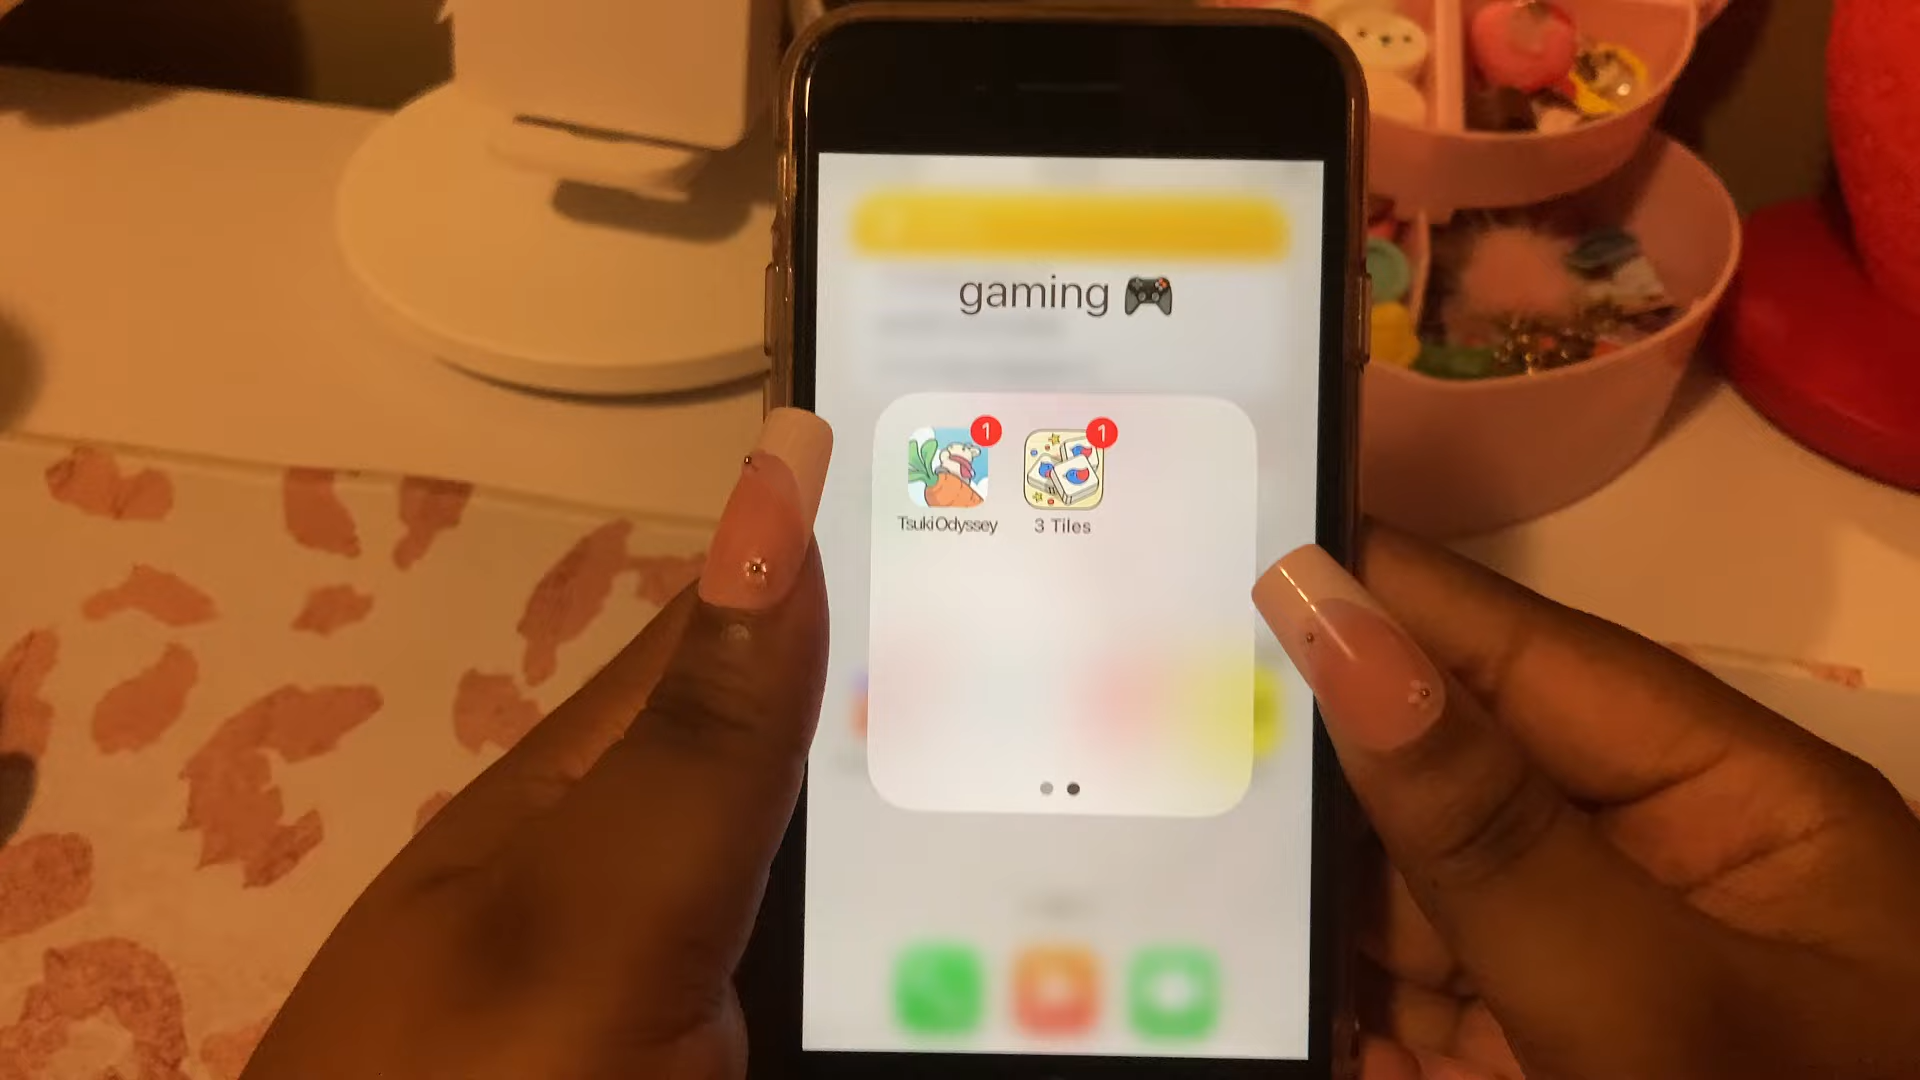 gaming 🎮
1
1
Tsuki Odyssey
3 Tiles